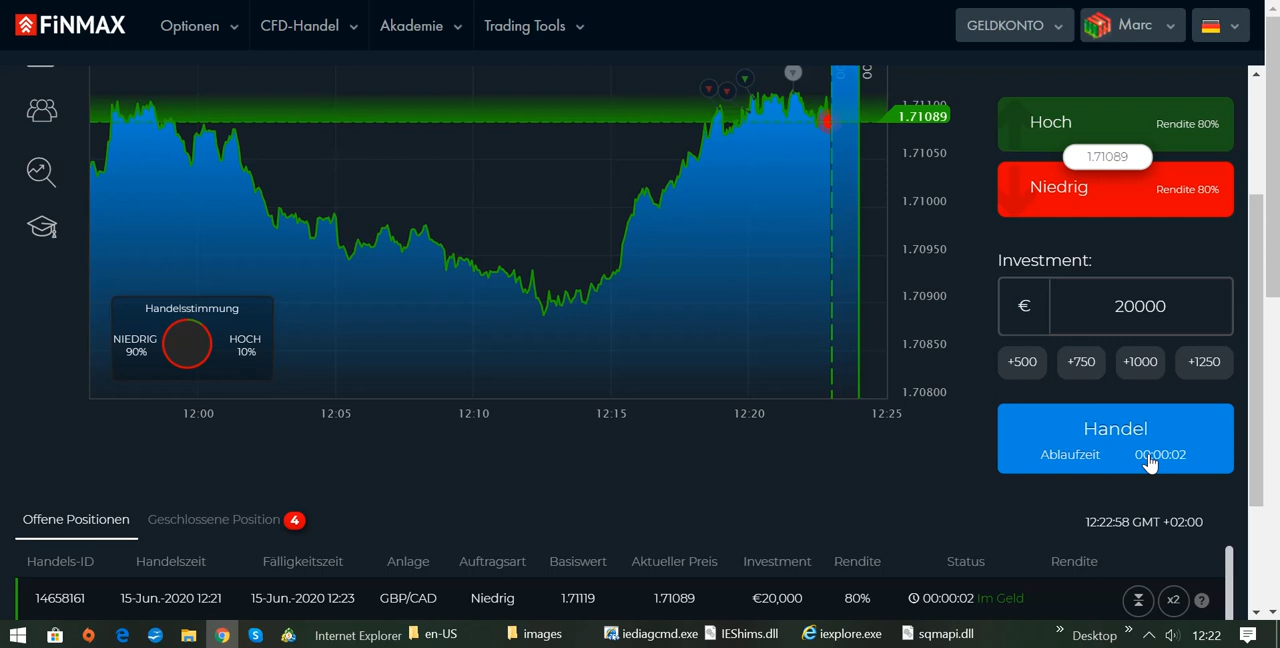 FiNMAX Optionen CFD-Handel Akademie Trading Tools GELDKONTO Marc
1.71100
1.71089
1.71050
1.71000
1.70950
1.70900
1.70850
1.70800
Handelsstimmung
NIEDRIG 90%
HOCH 10%
12:00 12:05 12:10 12:15 12:20 12:25
Hoch Rendite 80%
1.71089
Niedrig Rendite 80%
Investment:
€ 20000
+500 +750 +1000 +1250
Handel
Ablaufzeit 00:00:02
Offene Positionen Geschlossene Position 4 12:22:58 GMT +02:00
Handels-ID Handelszeit Fälligkeitszeit Anlage Auftragsart Basiswert Aktueller Preis Investment Rendite Status Rendite
14658161 15-Jun.-2020 12:21 15-Jun.-2020 12:23 GBP/CAD Niedrig 1.71119 1.71089 €20,000 80% 00:00:02 Im Geld x2 ?
Internet Explorer en-US images iediagcmd.exe IEShims.dll iexplore.exe sqmapi.dll » Desktop » 12:22